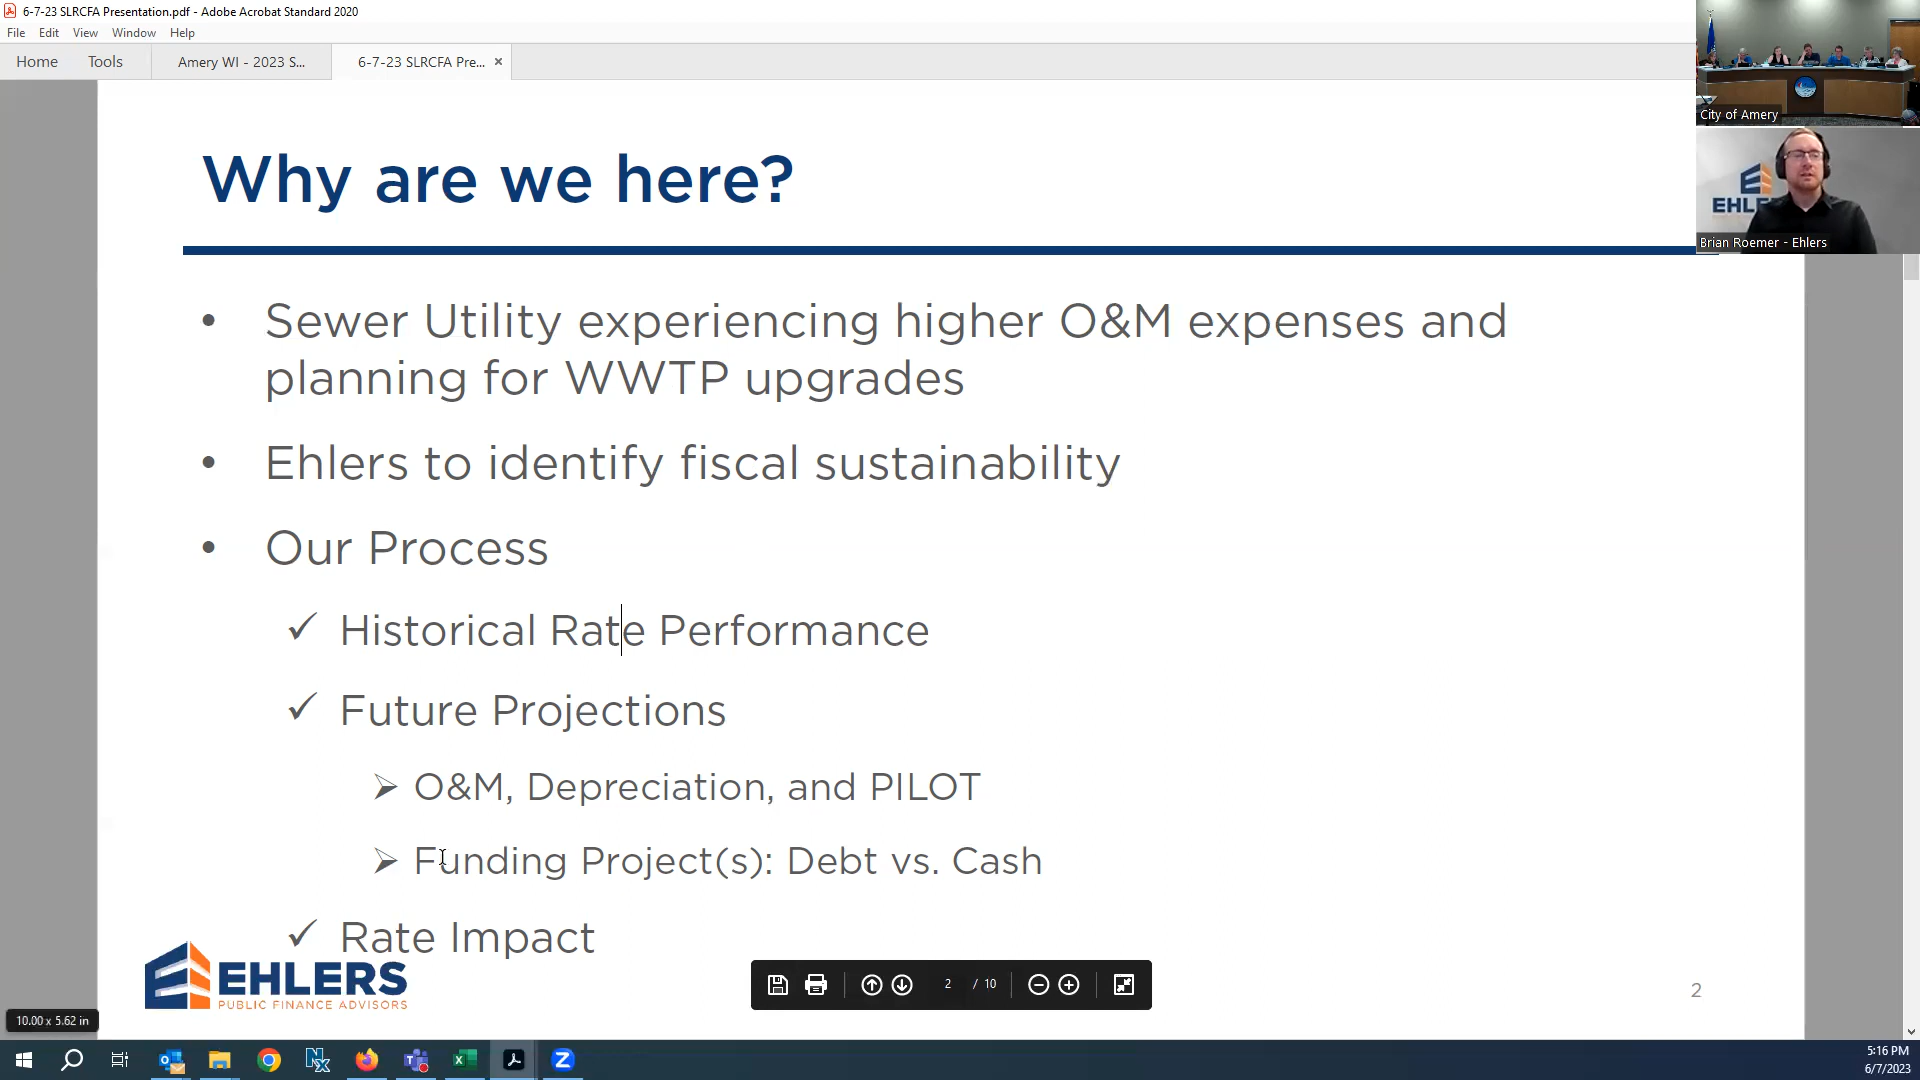 6-7-23 SLRCFA Presentation.pdf - Adobe Acrobat Standard 2020
File Edit View Window Help
Home Tools Amery WI - 2023 S... 6-7-23 SLRCFA Pre... ×
City of Amery
EHLE
Brian Roemer - Ehlers
Why are we here?
• Sewer Utility experiencing higher O&M expenses and
planning for WWTP upgrades
• Ehlers to identify fiscal sustainability
• Our Process
✓ Historical Rate Performance
✓ Future Projections
➢ O&M, Depreciation, and PILOT
➢ Funding Project(s): Debt vs. Cash
✓ Rate Impact
EHLERS
PUBLIC FINANCE ADVISORS
2 / 10
2
10.00 x 5.62 in
5:16 PM
6/7/2023